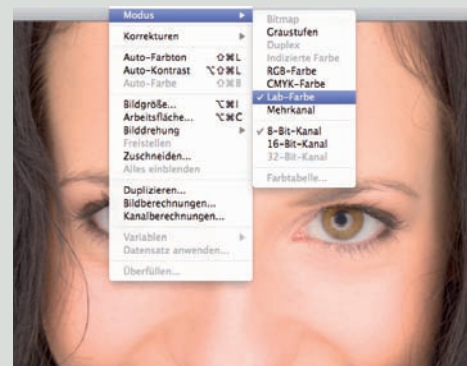 Modus
Korrekturen
Auto-Farbton ⇧⌘L
Auto-Kontrast ⌥⇧⌘L
Auto-Farbe ⇧⌘B
Bildgröße... ⌥⌘I
Arbeitsfläche... ⌥⌘C
Bilddrehung
Freistellen
Zuschneiden...
Alles einblenden
Duplizieren...
Bildberechnungen...
Kanalberechnungen...
Variablen
Datensatz anwenden...
Überfüllen...
Bitmap
Graustufen
Duplex
Indizierte Farbe
RGB-Farbe
CMYK-Farbe
✓ Lab-Farbe
Mehrkanal
✓ 8-Bit-Kanal
16-Bit-Kanal
32-Bit-Kanal
Farbtabelle...